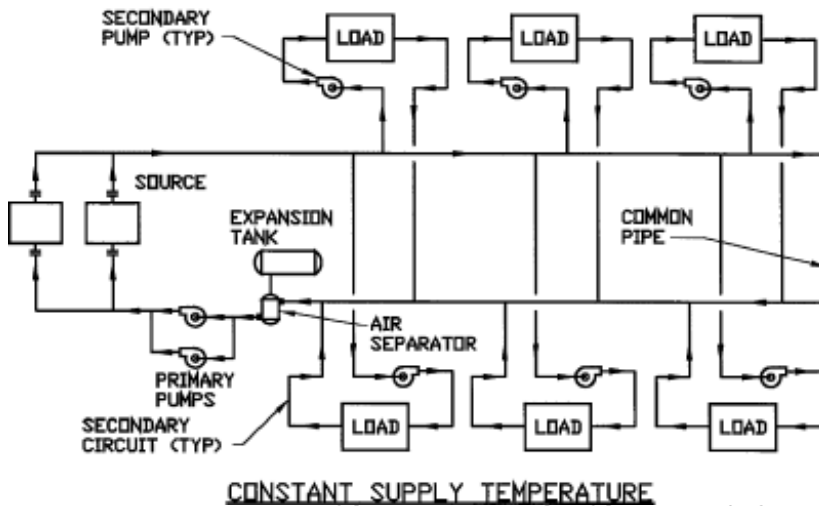 SECONDARY
PUMP (TYP)
LOAD
LOAD
LOAD
SOURCE
EXPANSION
TANK
COMMON
PIPE
AIR
SEPARATOR
PRIMARY
PUMPS
SECONDARY
CIRCUIT (TYP)
LOAD
LOAD
LOAD
CONSTANT SUPPLY TEMPERATURE